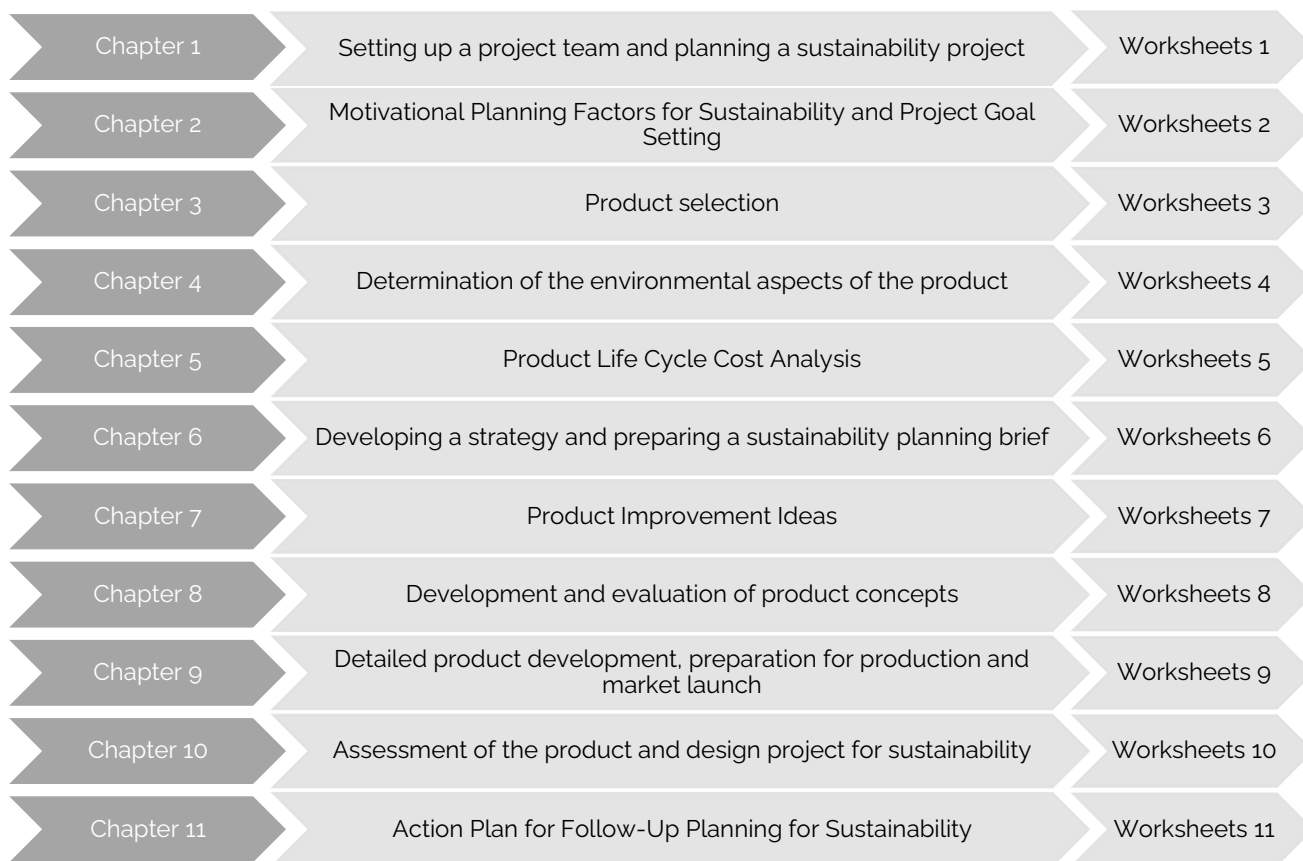 Chapter 1
Setting up a project team and planning a sustainability project
Worksheets 1
Chapter 2
Motivational Planning Factors for Sustainability and Project Goal
Setting
Worksheets 2
Chapter 3
Product selection
Worksheets 3
Chapter 4
Determination of the environmental aspects of the product
Worksheets 4
Chapter 5
Product Life Cycle Cost Analysis
Worksheets 5
Chapter 6
Developing a strategy and preparing a sustainability planning brief
Worksheets 6
Chapter 7
Product Improvement Ideas
Worksheets 7
Chapter 8
Development and evaluation of product concepts
Worksheets 8
Chapter 9
Detailed product development, preparation for production and
market launch
Worksheets 9
Chapter 10
Assessment of the product and design project for sustainability
Worksheets 10
Chapter 11
Action Plan for Follow-Up Planning for Sustainability
Worksheets 11